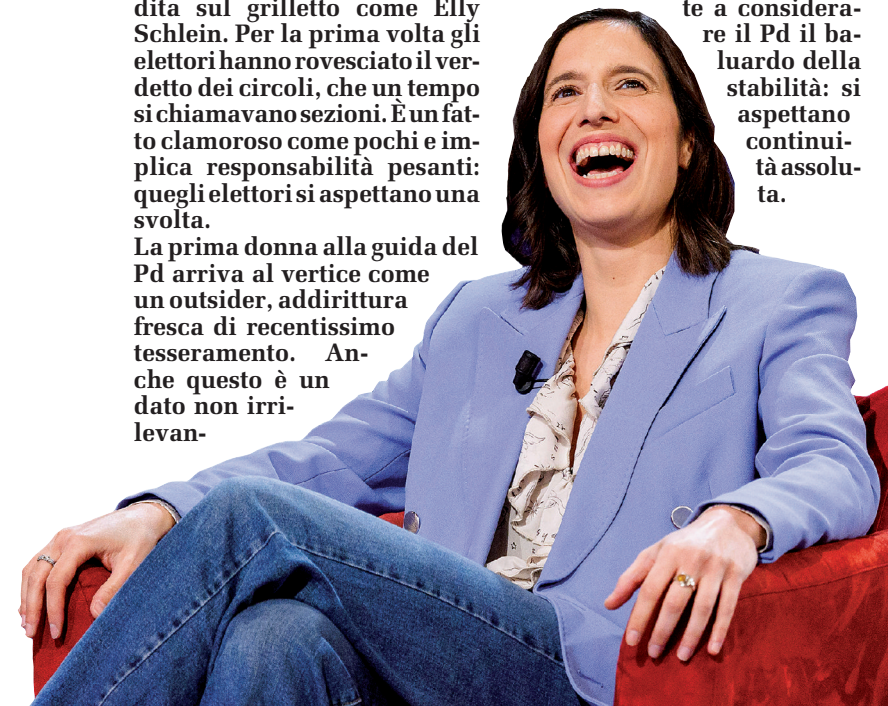 dita sul grilletto come Elly
Schlein. Per la prima volta gli
elettori hanno rovesciato il ver-
detto dei circoli, che un tempo
si chiamavano sezioni. È un fat-
to clamoroso come pochi e im-
plica responsabilità pesanti:
quegli elettori si aspettano una
svolta.
La prima donna alla guida del
Pd arriva al vertice come
un outsider, addirittura
fresca di recentissimo
tesseramento. An-
che questo è un
dato non irri-
levan-
te a considera-
re il Pd il ba-
luardo della
stabilità: si
aspettano
continui-
tà assolu-
ta.